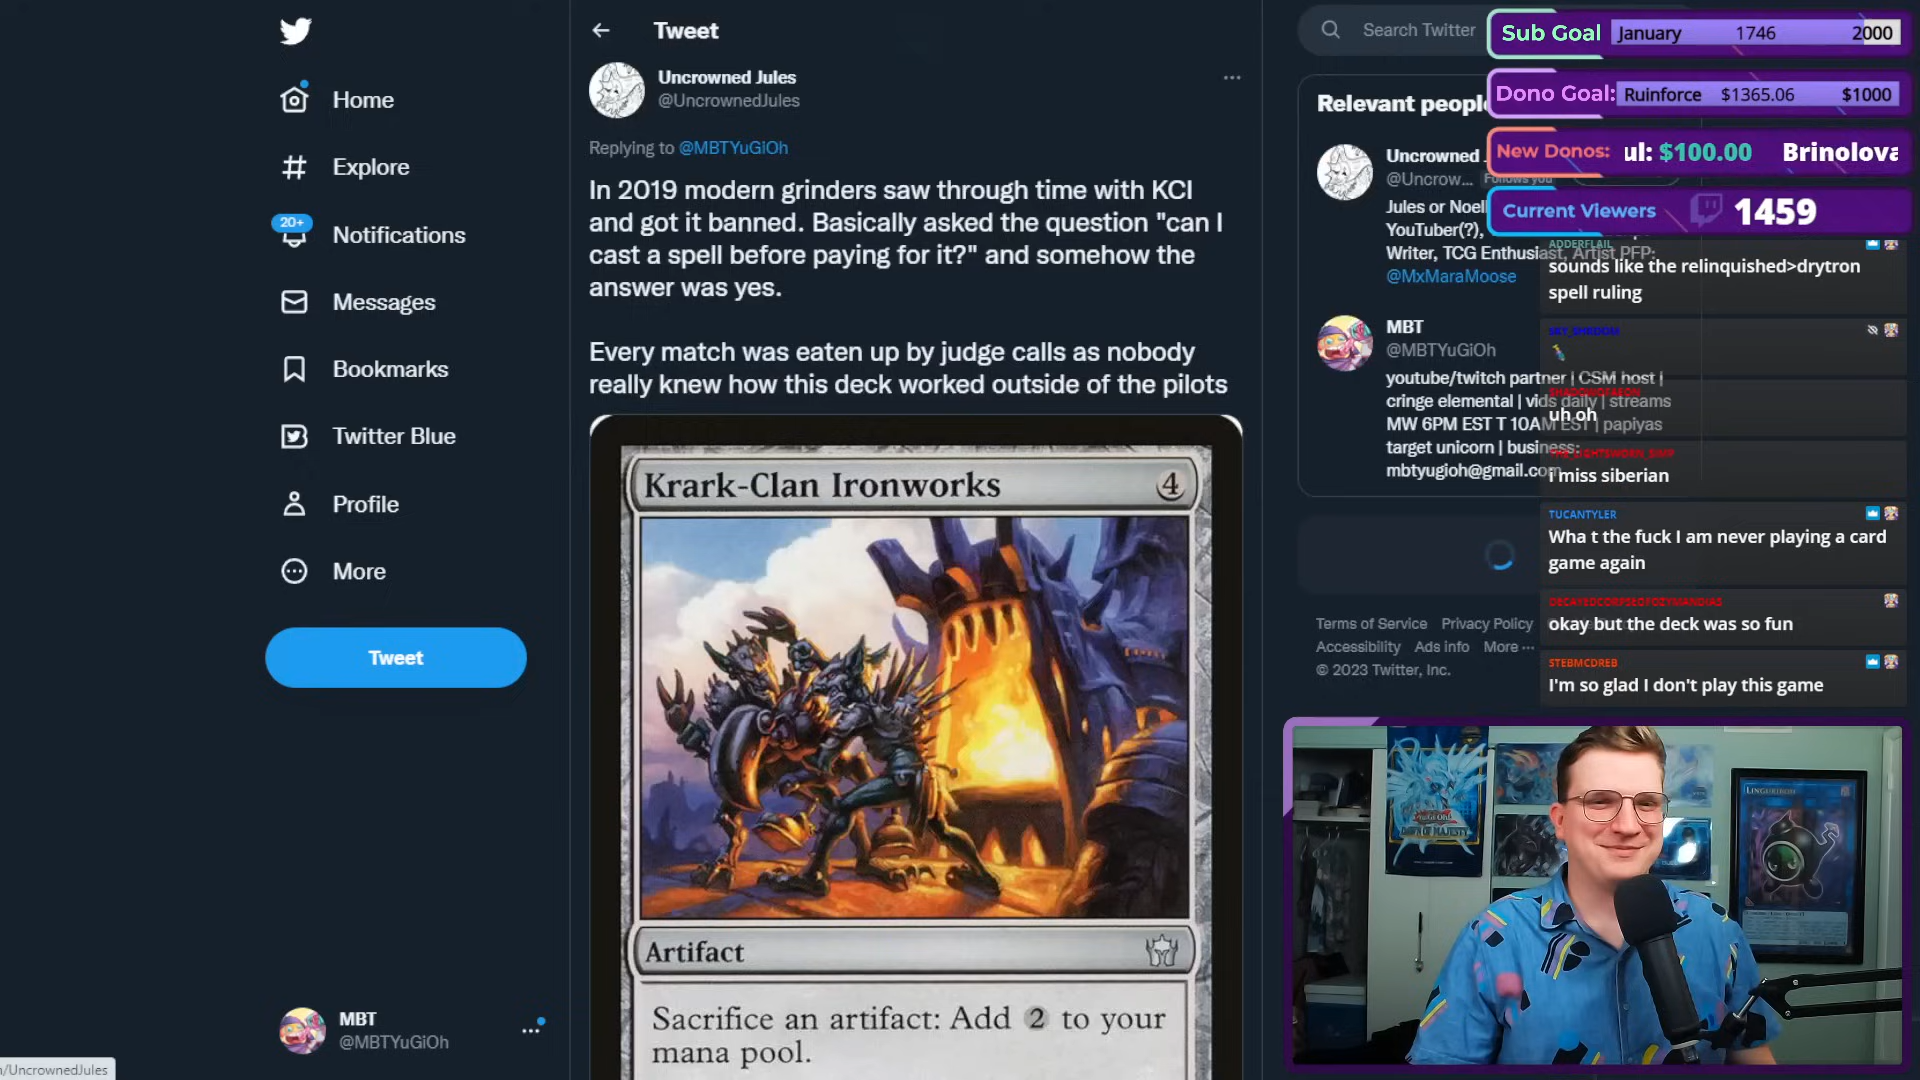 Home
Explore
20+
Notifications
Messages
Bookmarks
Twitter Blue
Profile
More
Tweet
MBT
@MBTYuGiOh
/UncrownedJules
Tweet
Uncrowned Jules
@UncrownedJules
Replying to @MBTYuGiOh
In 2019 modern grinders saw through time with KCI
and got it banned. Basically asked the question "can I
cast a spell before paying for it?" and somehow the
answer was yes.
Every match was eaten up by judge calls as nobody
really knew how this deck worked outside of the pilots
Krark-Clan Ironworks 4
Artifact
Sacrifice an artifact: Add 2 to your
mana pool.
Search Twitter
Relevant people
Uncrowned
@Uncrow... Follows you
Jules or Noel
YouTuber(?),
Writer, TCG Enthusiast, Artist PFP:
@MxMaraMoose
MBT
@MBTYuGiOh
youtube/twitch partner | CSM host |
cringe elemental | vids daily | streams
MW 6PM EST T 10AM EST | papiyas
target unicorn | business:
mbtyugioh@gmail.com
Terms of Service Privacy Policy
Accessibility Ads info More ...
© 2023 Twitter, Inc.
Sub Goal January 1746 2000
Dono Goal: Ruinforce $1365.06 $1000
New Donos: ul: $100.00 Brinolova
Current Viewers 1459
ADDERFLAIL
sounds like the relinquished>drytron
spell ruling
SKY_SHROOM
uh oh
THE_LIGHTSWORN_SIMP
I miss siberian
TUCANTYLER
Wha t the fuck I am never playing a card
game again
DECAYEDCORPSEOFOZYMANDIAS
okay but the deck was so fun
STEBMCDREB
I'm so glad I don't play this game
DAWN OF MAJESTY
LINKURIBOH